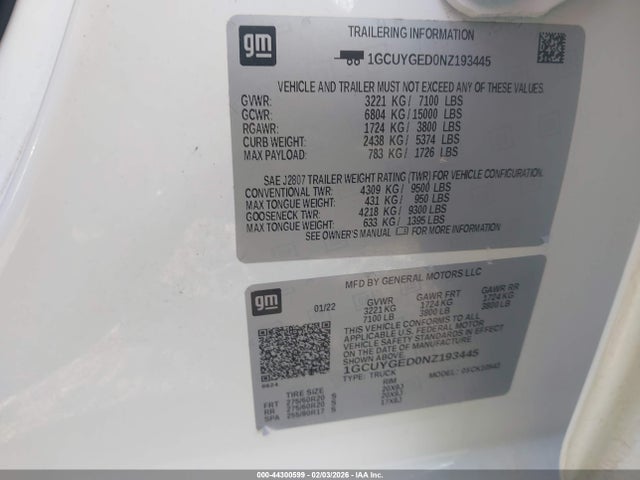 gm
TRAILERING INFORMATION
1GCUYGED0NZ193445
VEHICLE AND TRAILER MUST NOT EXCEED ANY OF THESE VALUES
GVWR: 3221 KG / 7100 LBS
GCWR: 6804 KG / 15000 LBS
RGAWR: 1724 KG / 3800 LBS
CURB WEIGHT: 2438 KG / 5374 LBS
MAX PAYLOAD: 783 KG / 1726 LBS
SAE J2807 TRAILER WEIGHT RATING (TWR) FOR VEHICLE CONFIGURATION.
CONVENTIONAL TWR: 4309 KG / 9500 LBS
MAX TONGUE WEIGHT: 431 KG / 950 LBS
GOOSENECK TWR: 4218 KG / 9300 LBS
MAX TONGUE WEIGHT: 633 KG / 1395 LBS
SEE OWNER'S MANUAL FOR MORE INFORMATION
gm
MFD BY GENERAL MOTORS LLC
01/22 GVWR GAWR FRT GAWR RR
3221 KG 1724 KG 1724 KG
7100 LB 3800 LB 3800 LB
THIS VEHICLE CONFORMS TO ALL
APPLICABLE U.S. FEDERAL MOTOR
VEHICLE SAFETY STANDARDS IN EFFECT
ON THE DATE OF MANUFACTURE
SHOWN ABOVE.
1GCUYGED0NZ193445
TYPE: TRUCK MODEL:
TIRE SIZE RIM
FRT 275/60R20 S 20X9J
RR 275/60R20 S 20X9J
SPA 255/80R17 S 17X8J
000-44300599 - 02/03/2026 - IAAI.COM